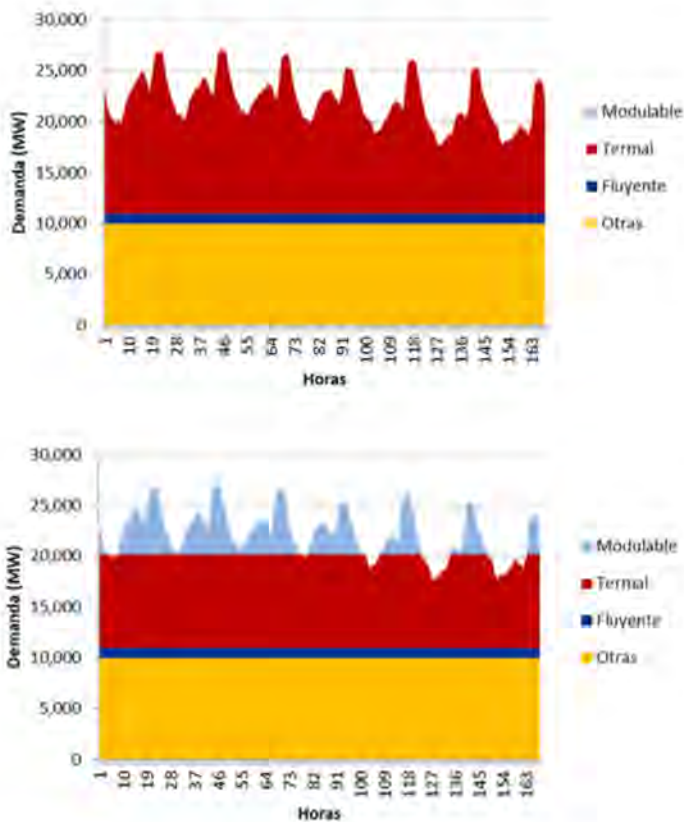 30,000
25,000
20,000
15,000
10,000
5,000
0
Demanda (MW)
1 10 19 28 37 46 55 64 73 82 91 100 109 118 127 136 145 154 163
Horas
Modulable
Termal
Fluyente
Otras
30,000
25,000
20,000
15,000
10,000
5,000
0
Demanda (MW)
1 10 19 28 37 46 55 64 73 82 91 100 109 118 127 136 145 154 163
Horas
Modulable
Termal
Fluyente
Otras